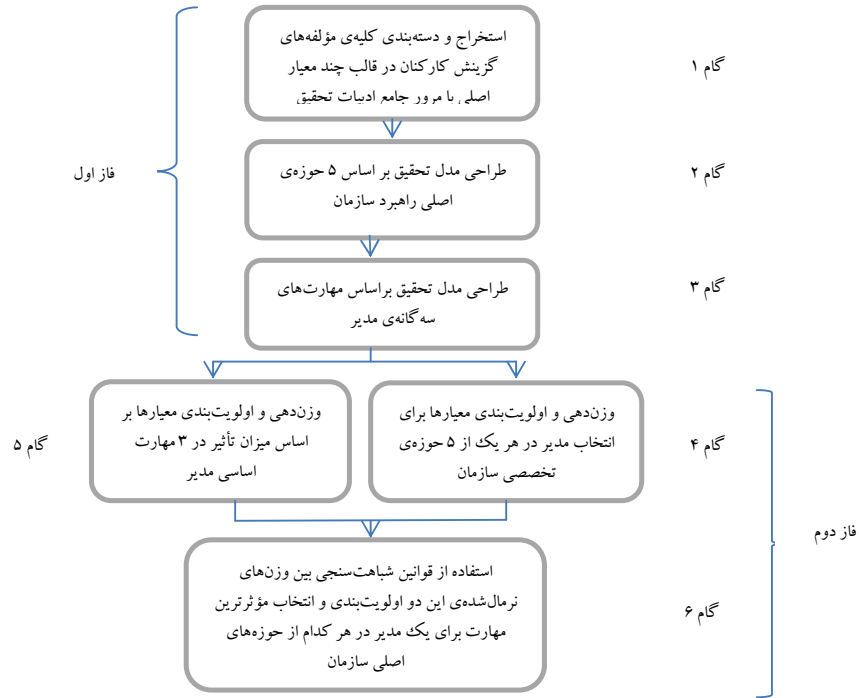 استخراج و دسته‌بندی کلیه‌ی مؤلفه‌های
گزینش کارکنان در قالب چند معیار
اصلی با مرور جامع ادبیات تحقیق
گام ۱
طراحی مدل تحقیق بر اساس ۵ حوزه‌ی
اصلی راهبرد سازمان
گام ۲
فاز اول
طراحی مدل تحقیق براساس مهارت‌های
سه‌گانه‌ی مدیر
گام ۳
وزن‌دهی و اولویت‌بندی معیارها برای
انتخاب مدیر در هر یک از ۵ حوزه‌ی
تخصصی سازمان
گام ۴
وزن‌دهی و اولویت‌بندی معیارها بر
اساس میزان تأثیر در ۳ مهارت
اساسی مدیر
گام ۵
فاز دوم
استفاده از قوانین شباهت‌سنجی بین وزن‌های
نرمال‌شده‌ی این دو اولویت‌بندی و انتخاب مؤثرترین
مهارت برای یک مدیر در هر کدام از حوزه‌های
اصلی سازمان
گام ۶